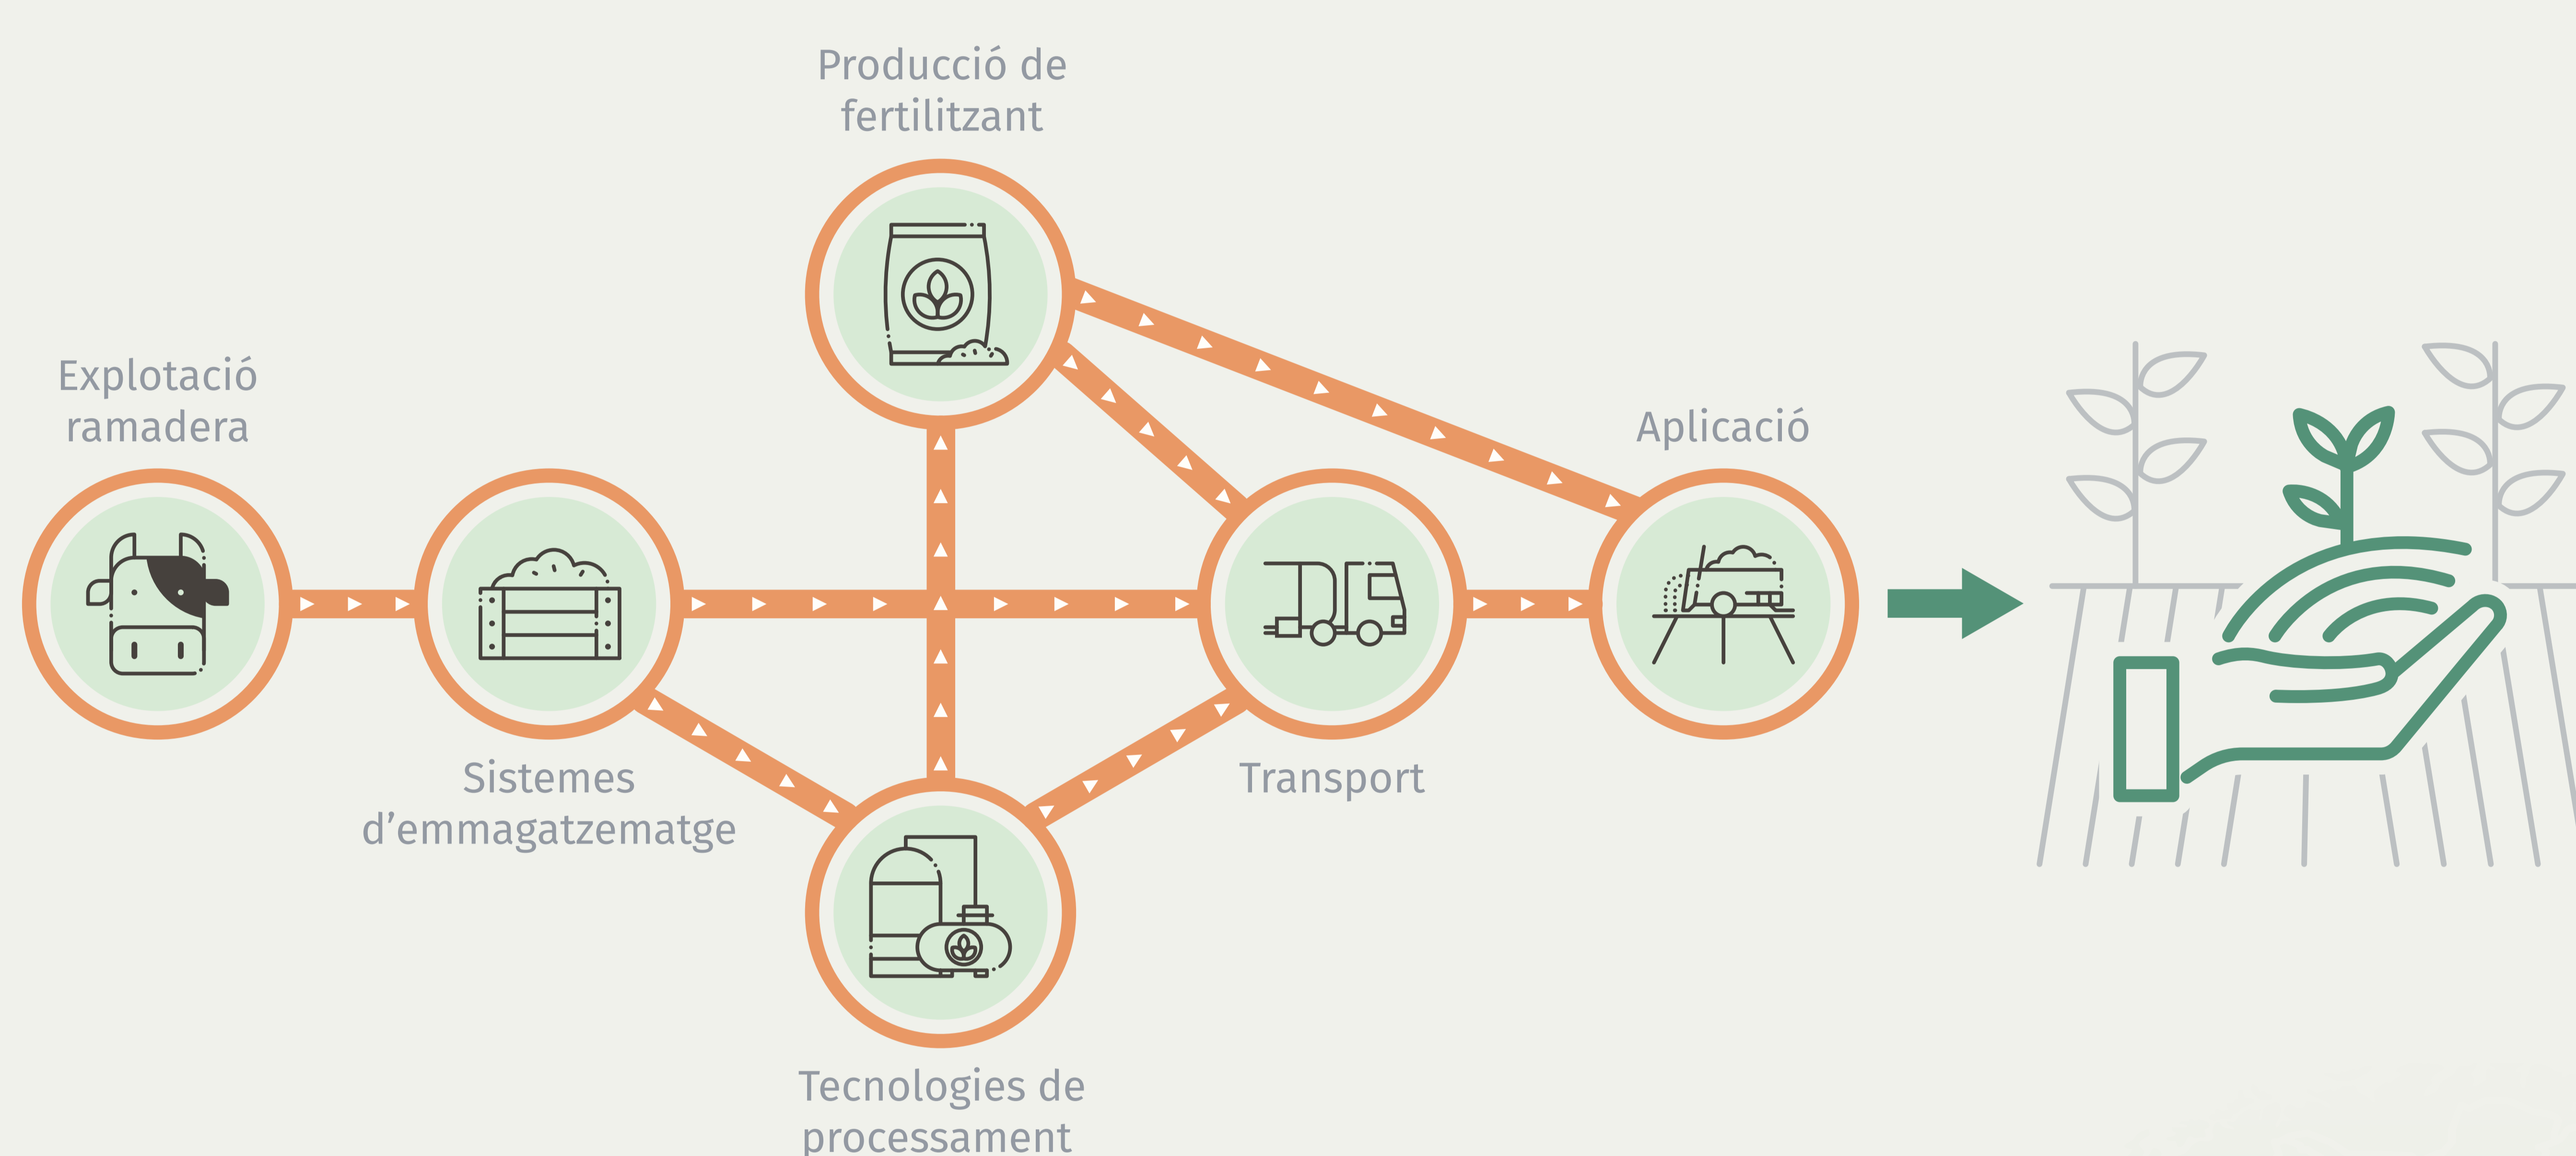 Producció de
fertilitzant
Explotació
ramadera
Aplicació
Sistemes
d’emmagatzematge
Transport
Tecnologies de
processament